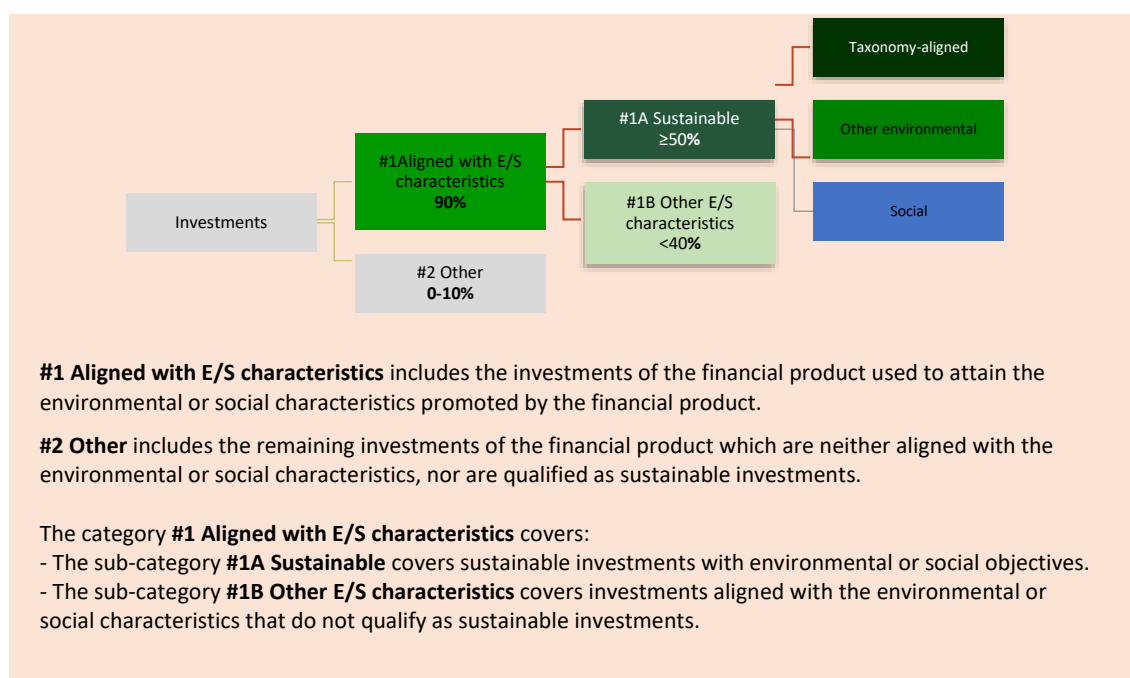 Taxonomy-aligned
#1A Sustainable
≥50%
Other environmental
#1Aligned with E/S
characteristics
90%
#1B Other E/S
characteristics
<40%
Social
Investments
#2 Other
0-10%
#1 Aligned with E/S characteristics includes the investments of the financial product used to attain the
environmental or social characteristics promoted by the financial product.
#2 Other includes the remaining investments of the financial product which are neither aligned with the
environmental or social characteristics, nor are qualified as sustainable investments.
The category #1 Aligned with E/S characteristics covers:
- The sub-category #1A Sustainable covers sustainable investments with environmental or social objectives.
- The sub-category #1B Other E/S characteristics covers investments aligned with the environmental or
social characteristics that do not qualify as sustainable investments.